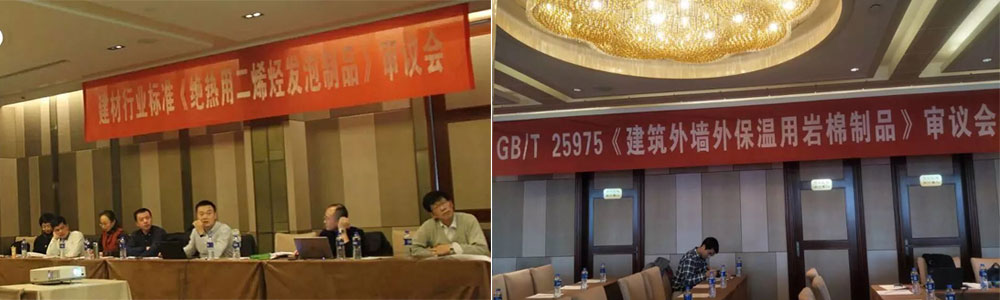 建材行业标准《绝热用二烯烃发泡制品》审议会
GB/T 25975《建筑外墙外保温用岩棉制品》审议会